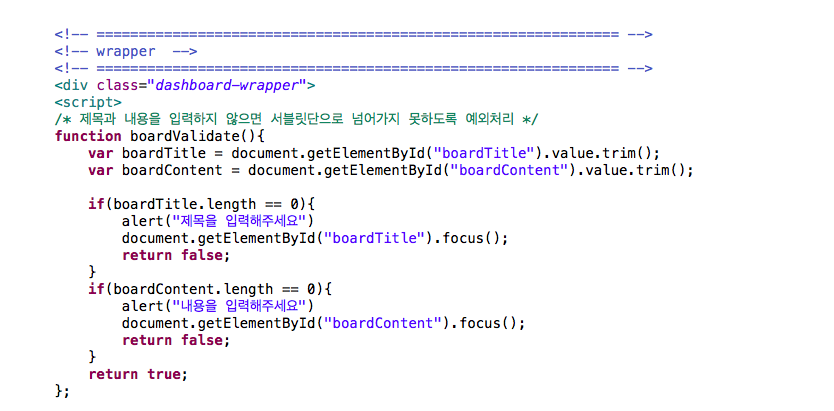 <!-- ============================================================== -->
<!-- wrapper  -->
<!-- ============================================================== -->
<div class="dashboard-wrapper">
<script>
/* 제목과 내용을 입력하지 않으면 서블릿단으로 넘어가지 못하도록 예외처리 */
function boardValidate(){
    var boardTitle = document.getElementById("boardTitle").value.trim();
    var boardContent = document.getElementById("boardContent").value.trim();

    if(boardTitle.length == 0){
        alert("제목을 입력해주세요")
        document.getElementById("boardTitle").focus();
        return false;
    }
    if(boardContent.length == 0){
        alert("내용을 입력해주세요")
        document.getElementById("boardContent").focus();
        return false;
    }
    return true;
};